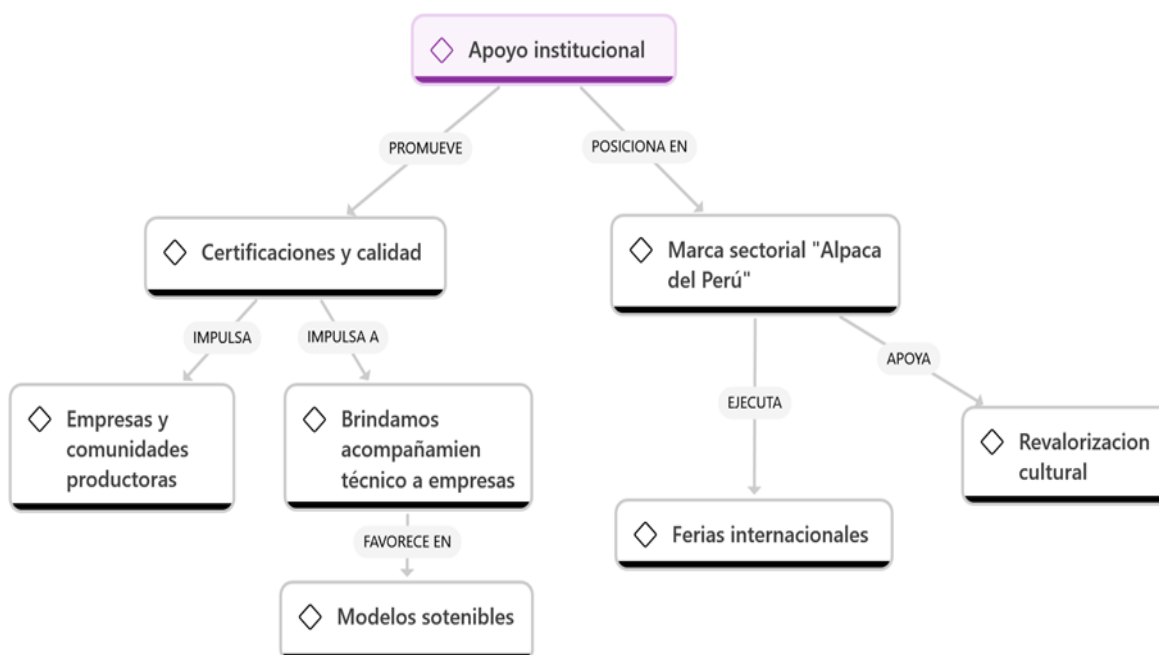 Apoyo institucional
PROMUEVE
POSICIONA EN
Certificaciones y calidad
Marca sectorial "Alpaca
del Perú"
IMPULSA
IMPULSA A
APOYA
EJECUTA
Empresas y
comunidades
productoras
Brindamos
acompañamien
técnico a empresas
Revalorizacion
cultural
FAVORECE EN
Ferias internacionales
Modelos sotenibles